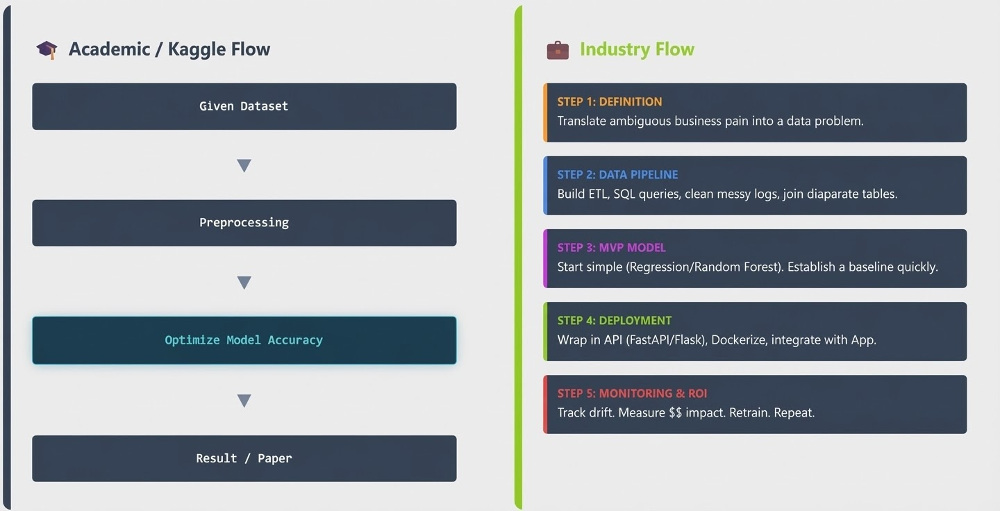 Academic / Kaggle Flow
Given Dataset
Preprocessing
Optimize Model Accuracy
Result / Paper
Industry Flow
STEP 1: DEFINITION
Translate ambiguous business pain into a data problem.
STEP 2: DATA PIPELINE
Build ETL, SQL queries, clean messy logs, join diaparate tables.
STEP 3: MVP MODEL
Start simple (Regression/Random Forest). Establish a baseline quickly.
STEP 4: DEPLOYMENT
Wrap in API (FastAPI/Flask), Dockerize, integrate with App.
STEP 5: MONITORING & ROI
Track drift. Measure $$ impact. Retrain. Repeat.